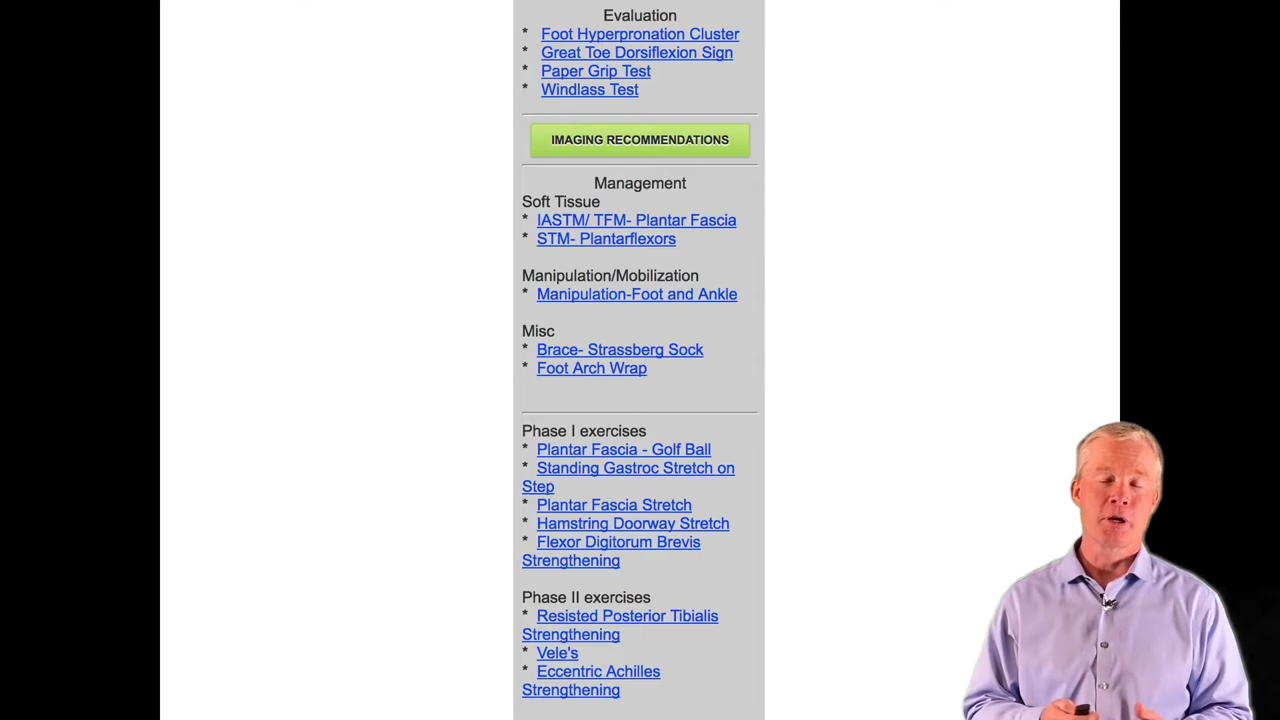 Evaluation
* Foot Hyperpronation Cluster
* Great Toe Dorsiflexion Sign
* Paper Grip Test
* Windlass Test
IMAGING RECOMMENDATIONS
Management
Soft Tissue
* IASTM/ TFM- Plantar Fascia
* STM- Plantarflexors
Manipulation/Mobilization
* Manipulation-Foot and Ankle
Misc
* Brace- Strassberg Sock
* Foot Arch Wrap
Phase I exercises
* Plantar Fascia - Golf Ball
* Standing Gastroc Stretch on
Step
* Plantar Fascia Stretch
* Hamstring Doorway Stretch
* Flexor Digitorum Brevis
Strengthening
Phase II exercises
* Resisted Posterior Tibialis
Strengthening
* Vele's
* Eccentric Achilles
Strengthening